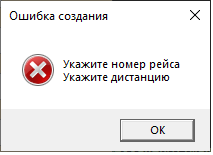 Ошибка создания
Укажите номер рейса
Укажите дистанцию
OK